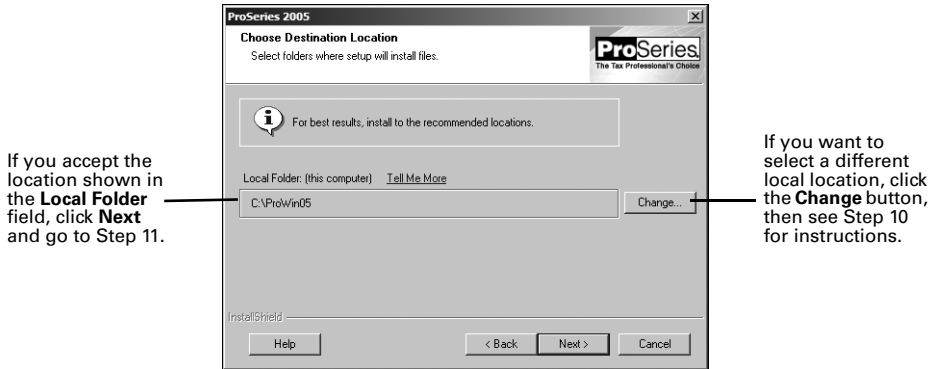 ProSeries 2005
Choose Destination Location
Select folders where setup will install files.
ProSeries
The Tax Professional's Choice
For best results, install to the recommended locations.
If you accept the
location shown in
the Local Folder
field, click Next
and go to Step 11.
Local Folder: (this computer) Tell Me More
C:\ProWin05
Change...
If you want to
select a different
local location, click
the Change button,
then see Step 10
for instructions.
InstallShield
Help
< Back
Next >
Cancel